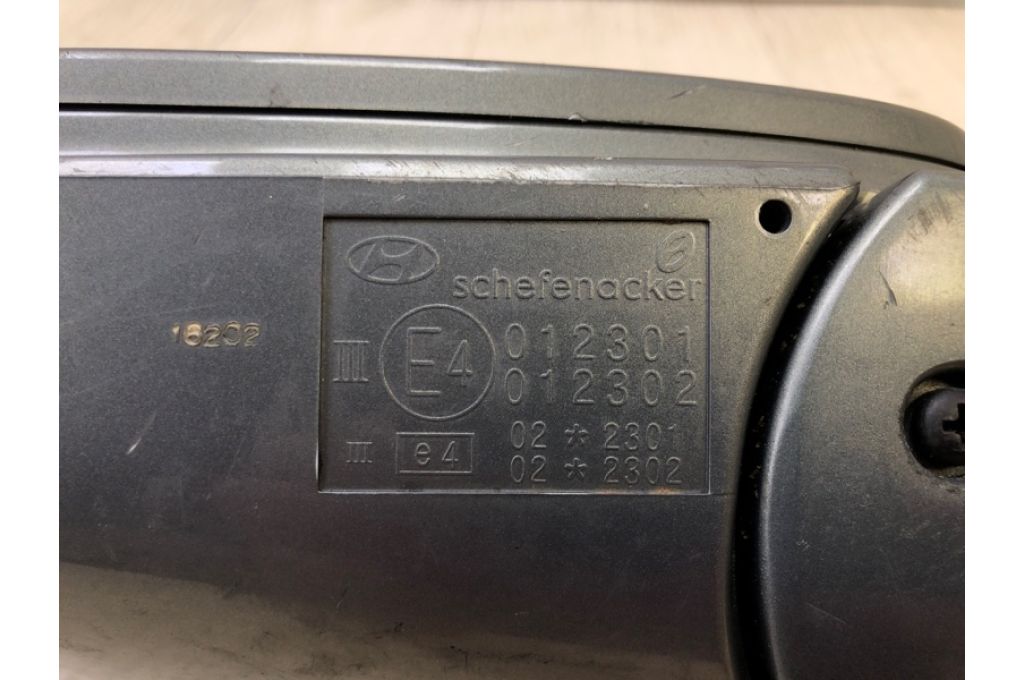 schefenacker
18202
III E4 012301
012302
III e4 02 * 2301
02 * 2302